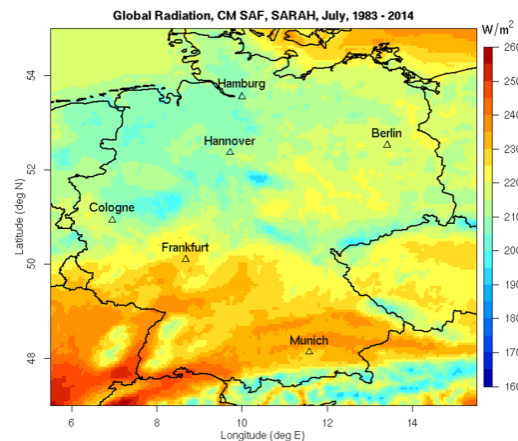 Global Radiation, CM SAF, SARAH, July, 1983 - 2014
W/m²
Hamburg
Hannover
Berlin
Cologne
Frankfurt
Munich
54
52
50
48
Latitude (deg N)
6
8
10
12
14
Longitude (deg E)
260
250
240
230
220
210
200
190
180
170
160